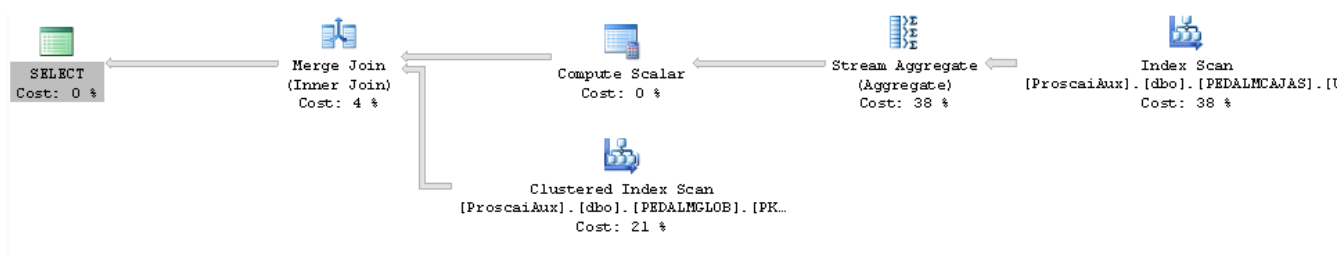 SELECT
Cost: 0 %
Merge Join
(Inner Join)
Cost: 4 %
Compute Scalar
Cost: 0 %
Stream Aggregate
(Aggregate)
Cost: 38 %
Index Scan
[ProscaiAux].[dbo].[PEDALMCAJAS].[U
Cost: 38 %
Clustered Index Scan
[ProscaiAux].[dbo].[PEDALMGLOB].[PK…
Cost: 21 %